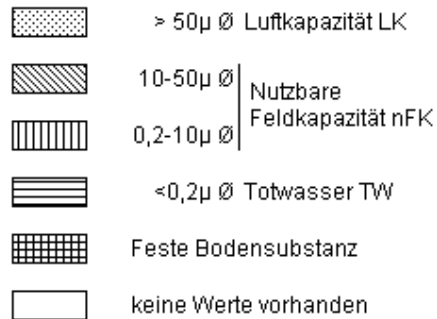 > 50µ Ø Luftkapazität LK
10-50µ Ø
Nutzbare
Feldkapazität nFK
0,2-10µ Ø
<0,2µ Ø Totwasser TW
Feste Bodensubstanz
keine Werte vorhanden